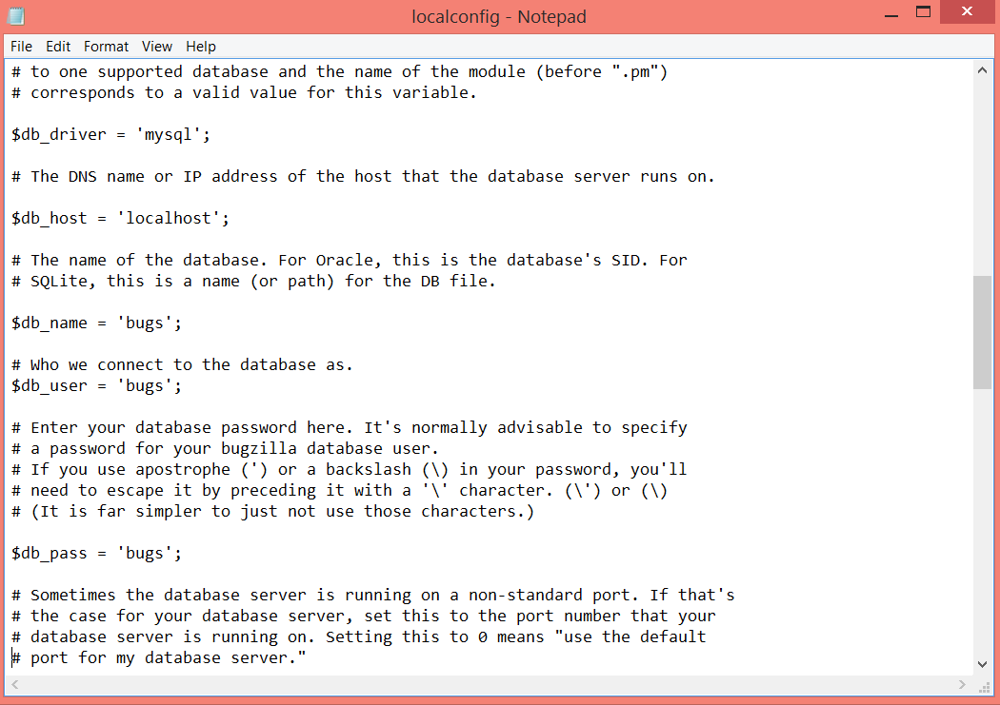 localconfig - Notepad
File Edit Format View Help
# to one supported database and the name of the module (before ".pm")
# corresponds to a valid value for this variable.
$db_driver = 'mysql';
# The DNS name or IP address of the host that the database server runs on.
$db_host = 'localhost';
# The name of the database. For Oracle, this is the database's SID. For
# SQLite, this is a name (or path) for the DB file.
$db_name = 'bugs';
# Who we connect to the database as.
$db_user = 'bugs';
# Enter your database password here. It's normally advisable to specify
# a password for your bugzilla database user.
# If you use apostrophe (') or a backslash (\) in your password, you'll
# need to escape it by preceding it with a '\' character. (\') or (\)
# (It is far simpler to just not use those characters.)
$db_pass = 'bugs';
# Sometimes the database server is running on a non-standard port. If that's
# the case for your database server, set this to the port number that your
# database server is running on. Setting this to 0 means "use the default
# port for my database server."